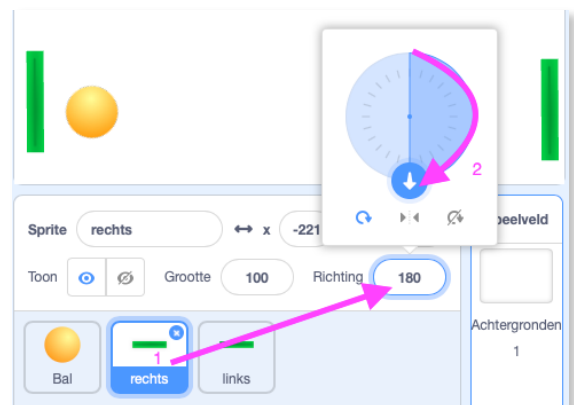 2
Sprite rechts x -221
Toon Grootte 100 Richting 180
1
Bal rechts links
peelveld
Achtergronden
1